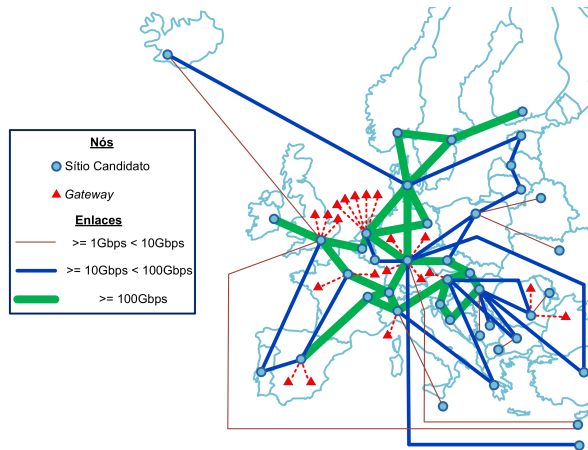 Nós
Sítio Candidato
Gateway
Enlaces
>= 1Gbps < 10Gbps
>= 10Gbps < 100Gbps
>= 100Gbps